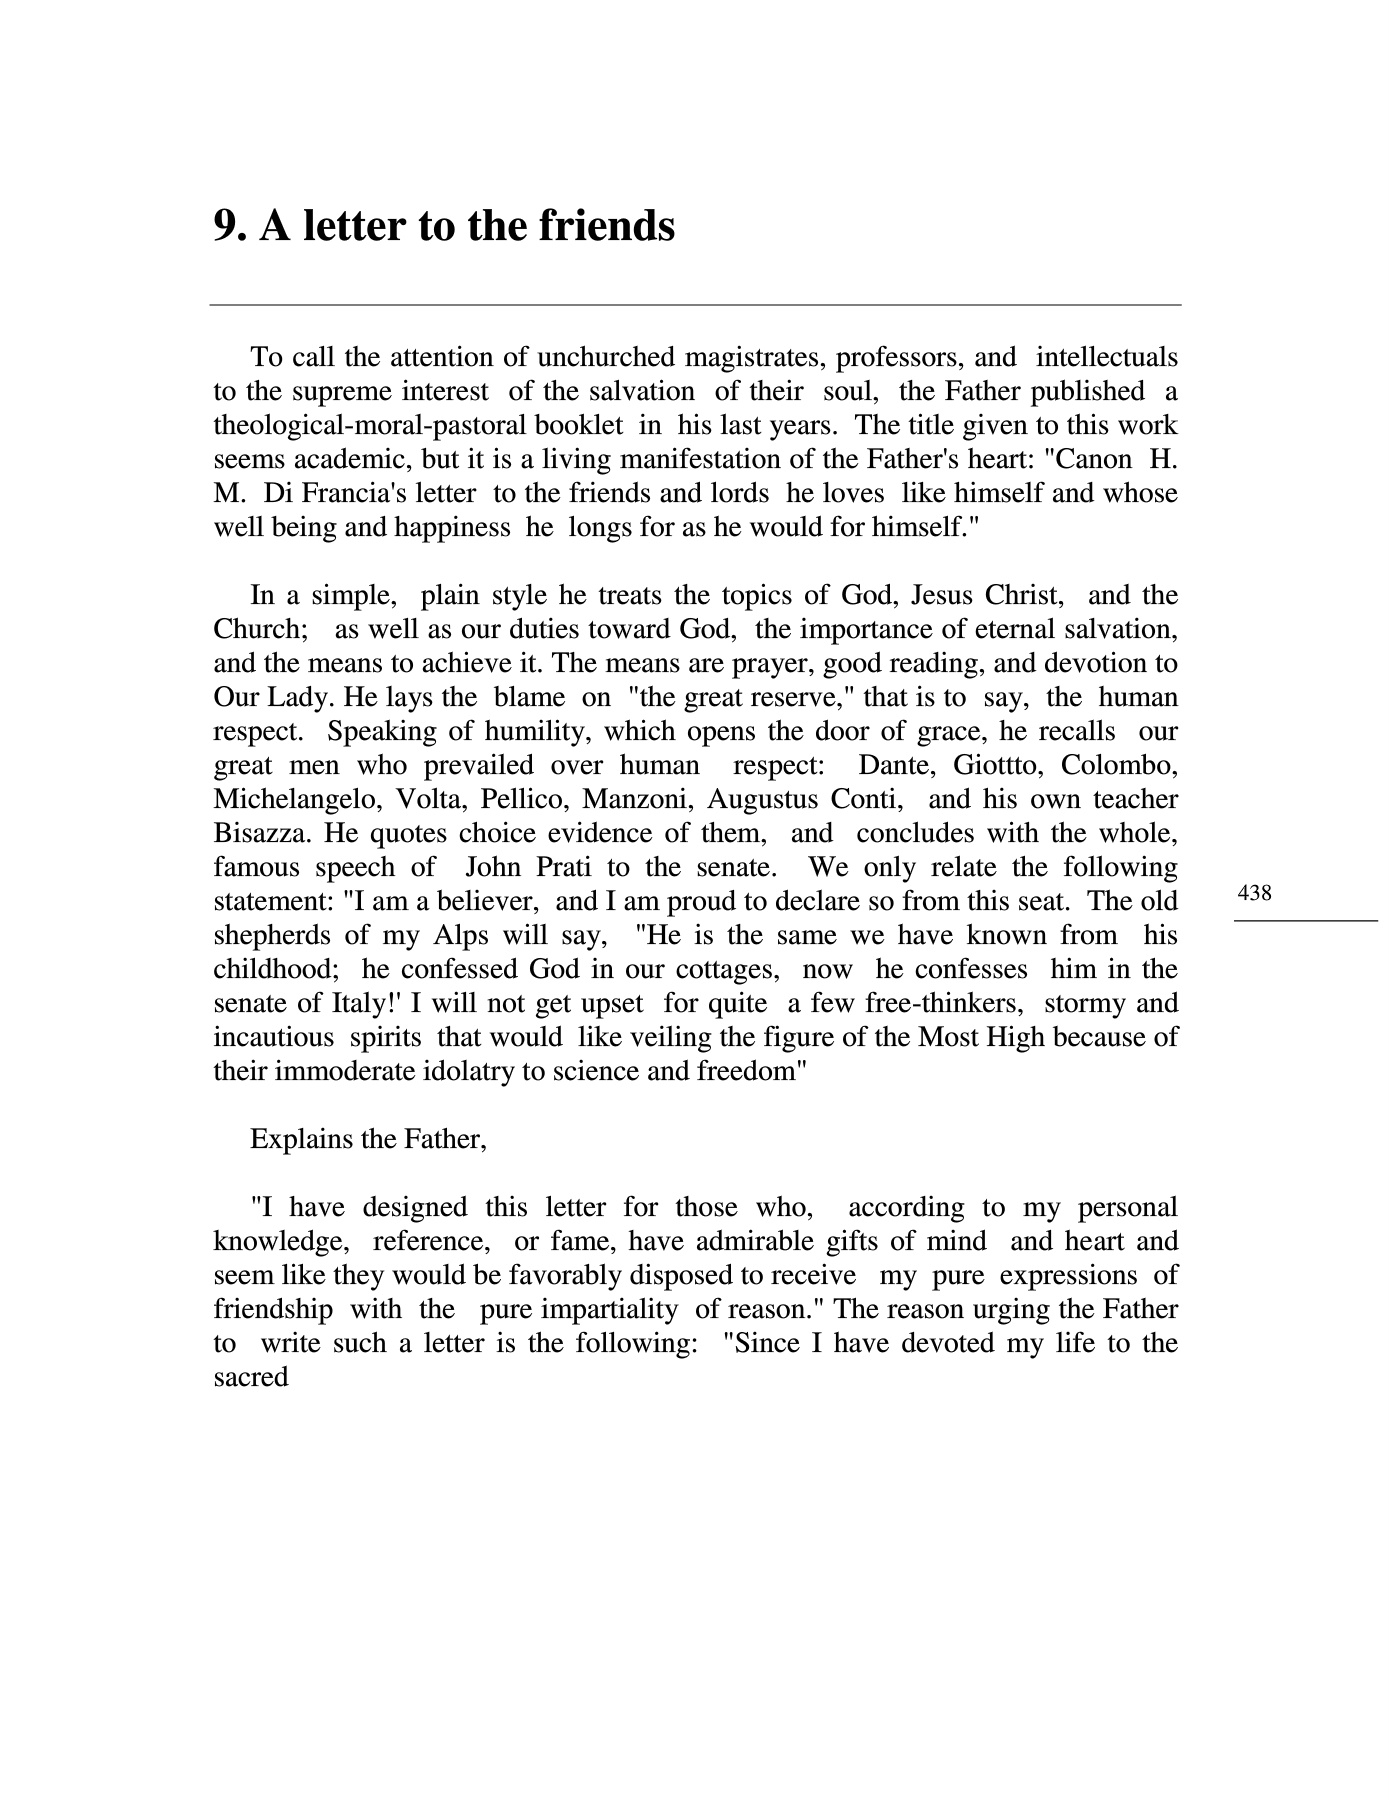 9. A letter to the friends
To call the attention of unchurched magistrates, professors, and intellectuals
to the supreme interest of the salvation of their soul, the Father published a
theological-moral-pastoral booklet in his last years. The title given to this work
seems academic, but it is a living manifestation of the Father's heart: "Canon H.
M. Di Francia's letter to the friends and lords he loves like himself and whose
well being and happiness he longs for as he would for himself."
In a simple, plain style he treats the topics of God, Jesus Christ, and the
Church; as well as our duties toward God, the importance of eternal salvation,
and the means to achieve it. The means are prayer, good reading, and devotion to
Our Lady. He lays the blame on "the great reserve," that is to say, the human
respect. Speaking of humility, which opens the door of grace, he recalls our
great men who prevailed over human respect: Dante, Giottto, Colombo,
Michelangelo, Volta, Pellico, Manzoni, Augustus Conti, and his own teacher
Bisazza. He quotes choice evidence of them, and concludes with the whole,
famous speech of John Prati to the senate. We only relate the following
statement: "I am a believer, and I am proud to declare so from this seat. The old
shepherds of my Alps will say, "He is the same we have known from his
childhood; he confessed God in our cottages, now he confesses him in the
senate of Italy!' I will not get upset for quite a few free-thinkers, stormy and
incautious spirits that would like veiling the figure of the Most High because of
their immoderate idolatry to science and freedom"
Explains the Father,
"I have designed this letter for those who, according to my personal
knowledge, reference, or fame, have admirable gifts of mind and heart and
seem like they would be favorably disposed to receive my pure expressions of
friendship with the pure impartiality of reason." The reason urging the Father
to write such a letter is the following: "Since I have devoted my life to the
sacred
438